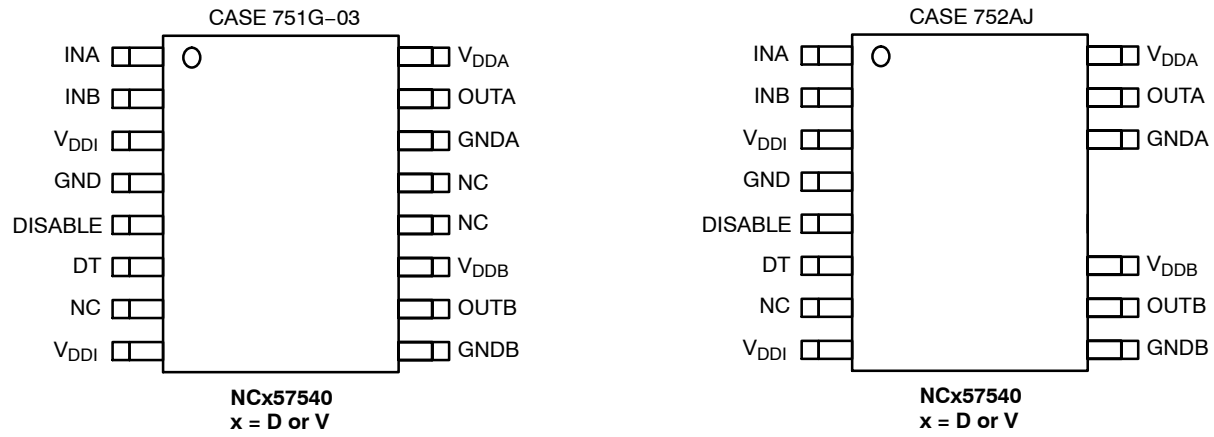 CASE 751G−03
INA
INB
VDDI
GND
DISABLE
DT
NC
VDDI
VDDA
OUTA
GNDA
NC
NC
VDDB
OUTB
GNDB
NCx57540
x = D or V
CASE 752AJ
INA
INB
VDDI
GND
DISABLE
DT
NC
VDDI
VDDA
OUTA
GNDA
VDDB
OUTB
GNDB
NCx57540
x = D or V